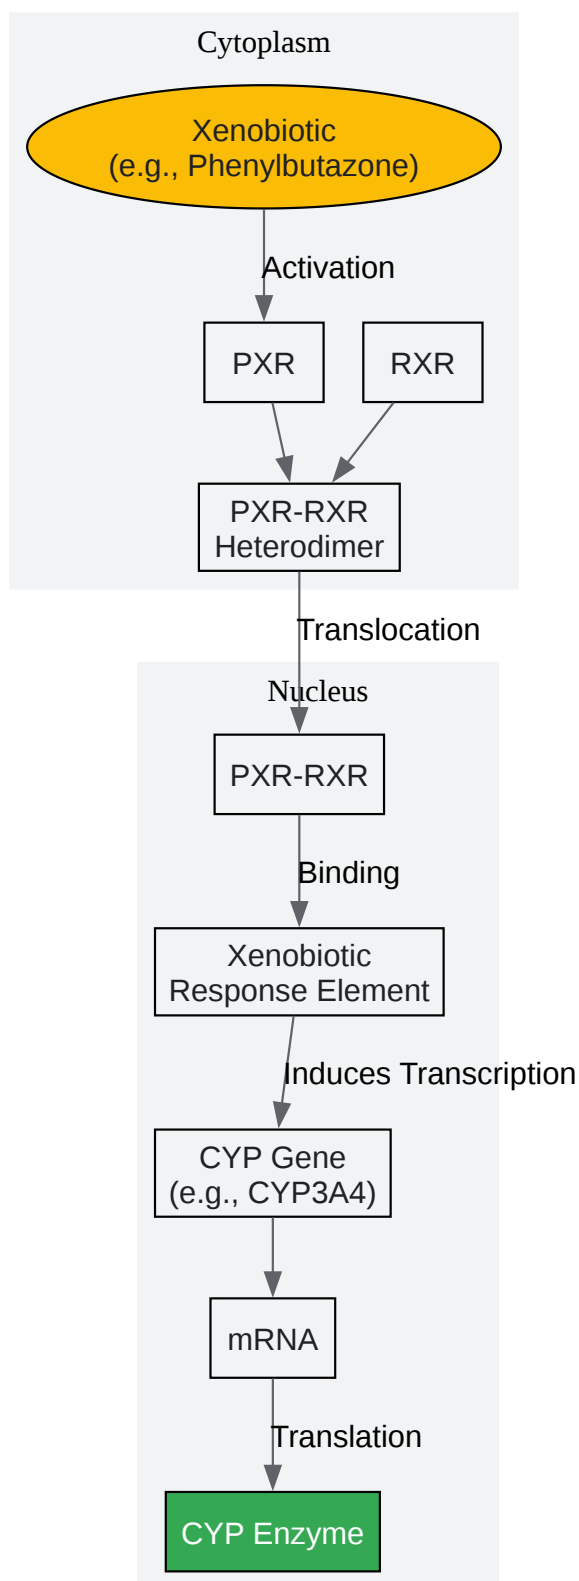 Cytoplasm
Xenobiotic
(e.g., Phenylbutazone)
Activation
PXR
RXR
PXR-RXR
Heterodimer
Translocation
Nucleus
PXR-RXR
Binding
Xenobiotic
Response Element
Induces Transcription
CYP Gene
(e.g., CYP3A4)
mRNA
Translation
CYP Enzyme